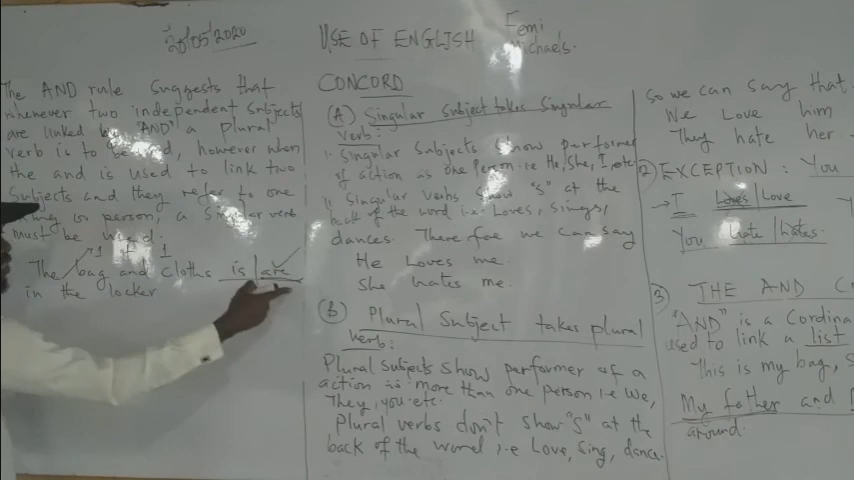 20/05/2020
USE OF ENGLISH
Femi
Michaels.
The AND rule suggests that
whenever two independent Subjects
are linked by "AND" a plural
verb is to be used, however when
the and is used to link two
Subjects and they refer to one
thing or person, a Singular verb
must be used.
1 + 1
The bag and cloths is | are
in the locker
CONCORD
(A) Singular Subject takes Singular
verb:
i. Singular Subjects show performer
of action as one person i.e He, She, I, etc
ii Singular verbs show "S" at the
back of the word i.e Loves, sings,
dances. There foe we can say
He Loves me.
She hates me.
(B) Plural Subject takes plural
verb:
Plural subjects show performer of a
action is more than one person i.e We,
They, you etc.
Plural verbs don't show "S" at the
back of the word, i.e Love, Sing, dance.
so we can say that
We Love him
They hate her
2) EXCEPTION: You
→ I Loves | Love
You hate | hates
3) THE AND
"AND" is a Cordina
used to link a list
This is my bag, s
My father and
around.